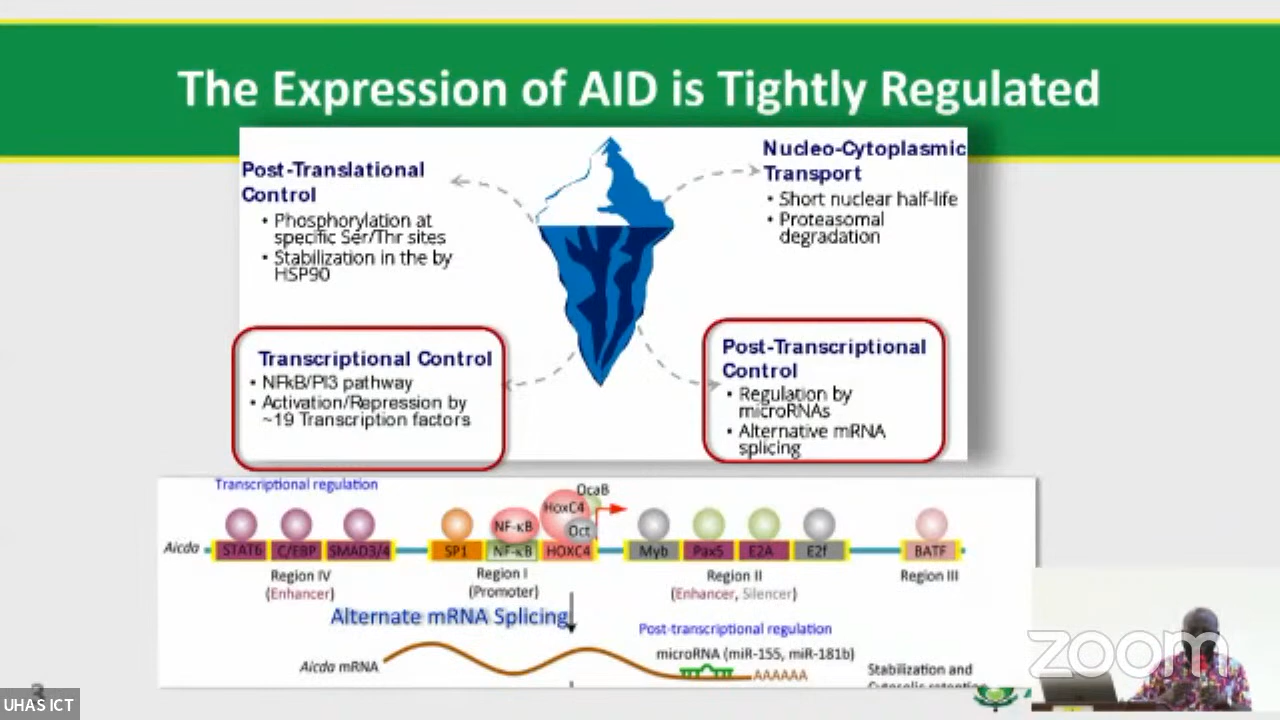 The Expression of AID is Tightly Regulated
Post-Translational
Control
• Phosphorylation at
specific Ser/Thr sites
• Stabilization in the by
HSP90
Nucleo-Cytoplasmic
Transport
• Short nuclear half-life
• Proteasomal
degradation
Transcriptional Control
• NFkB/PI3 pathway
• Activation/Repression by
~19 Transcription factors
Post-Transcriptional
Control
• Regulation by
microRNAs
• Alternative mRNA
splicing
Transcriptional regulation
OcaB
HoxC4
NF-κB
Oct
Aicda
STAT6
C/EBP
SMAD3/4
SP1
NF-κB
HOXC4
Myb
Pax5
E2A
E2f
BATF
Region IV
(Enhancer)
Region I
(Promoter)
Region II
(Enhancer, Silencer)
Region III
Alternate mRNA Splicing
Post-transcriptional regulation
microRNA (miR-155, miR-181b)
Aicda mRNA
AAAAAA
Stabilization and
Cytosolic retention
zoom
3
UHAS ICT